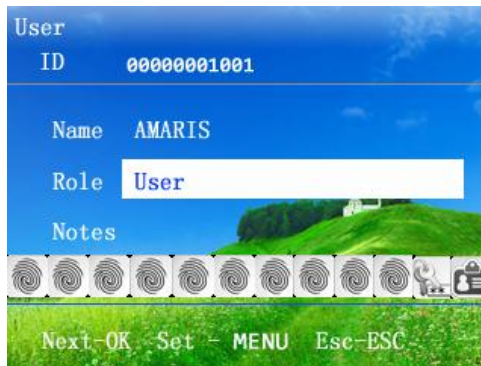 User
ID 00000001001
Name AMARIS
Role User
Notes
Next-OK Set - MENU Esc-ESC